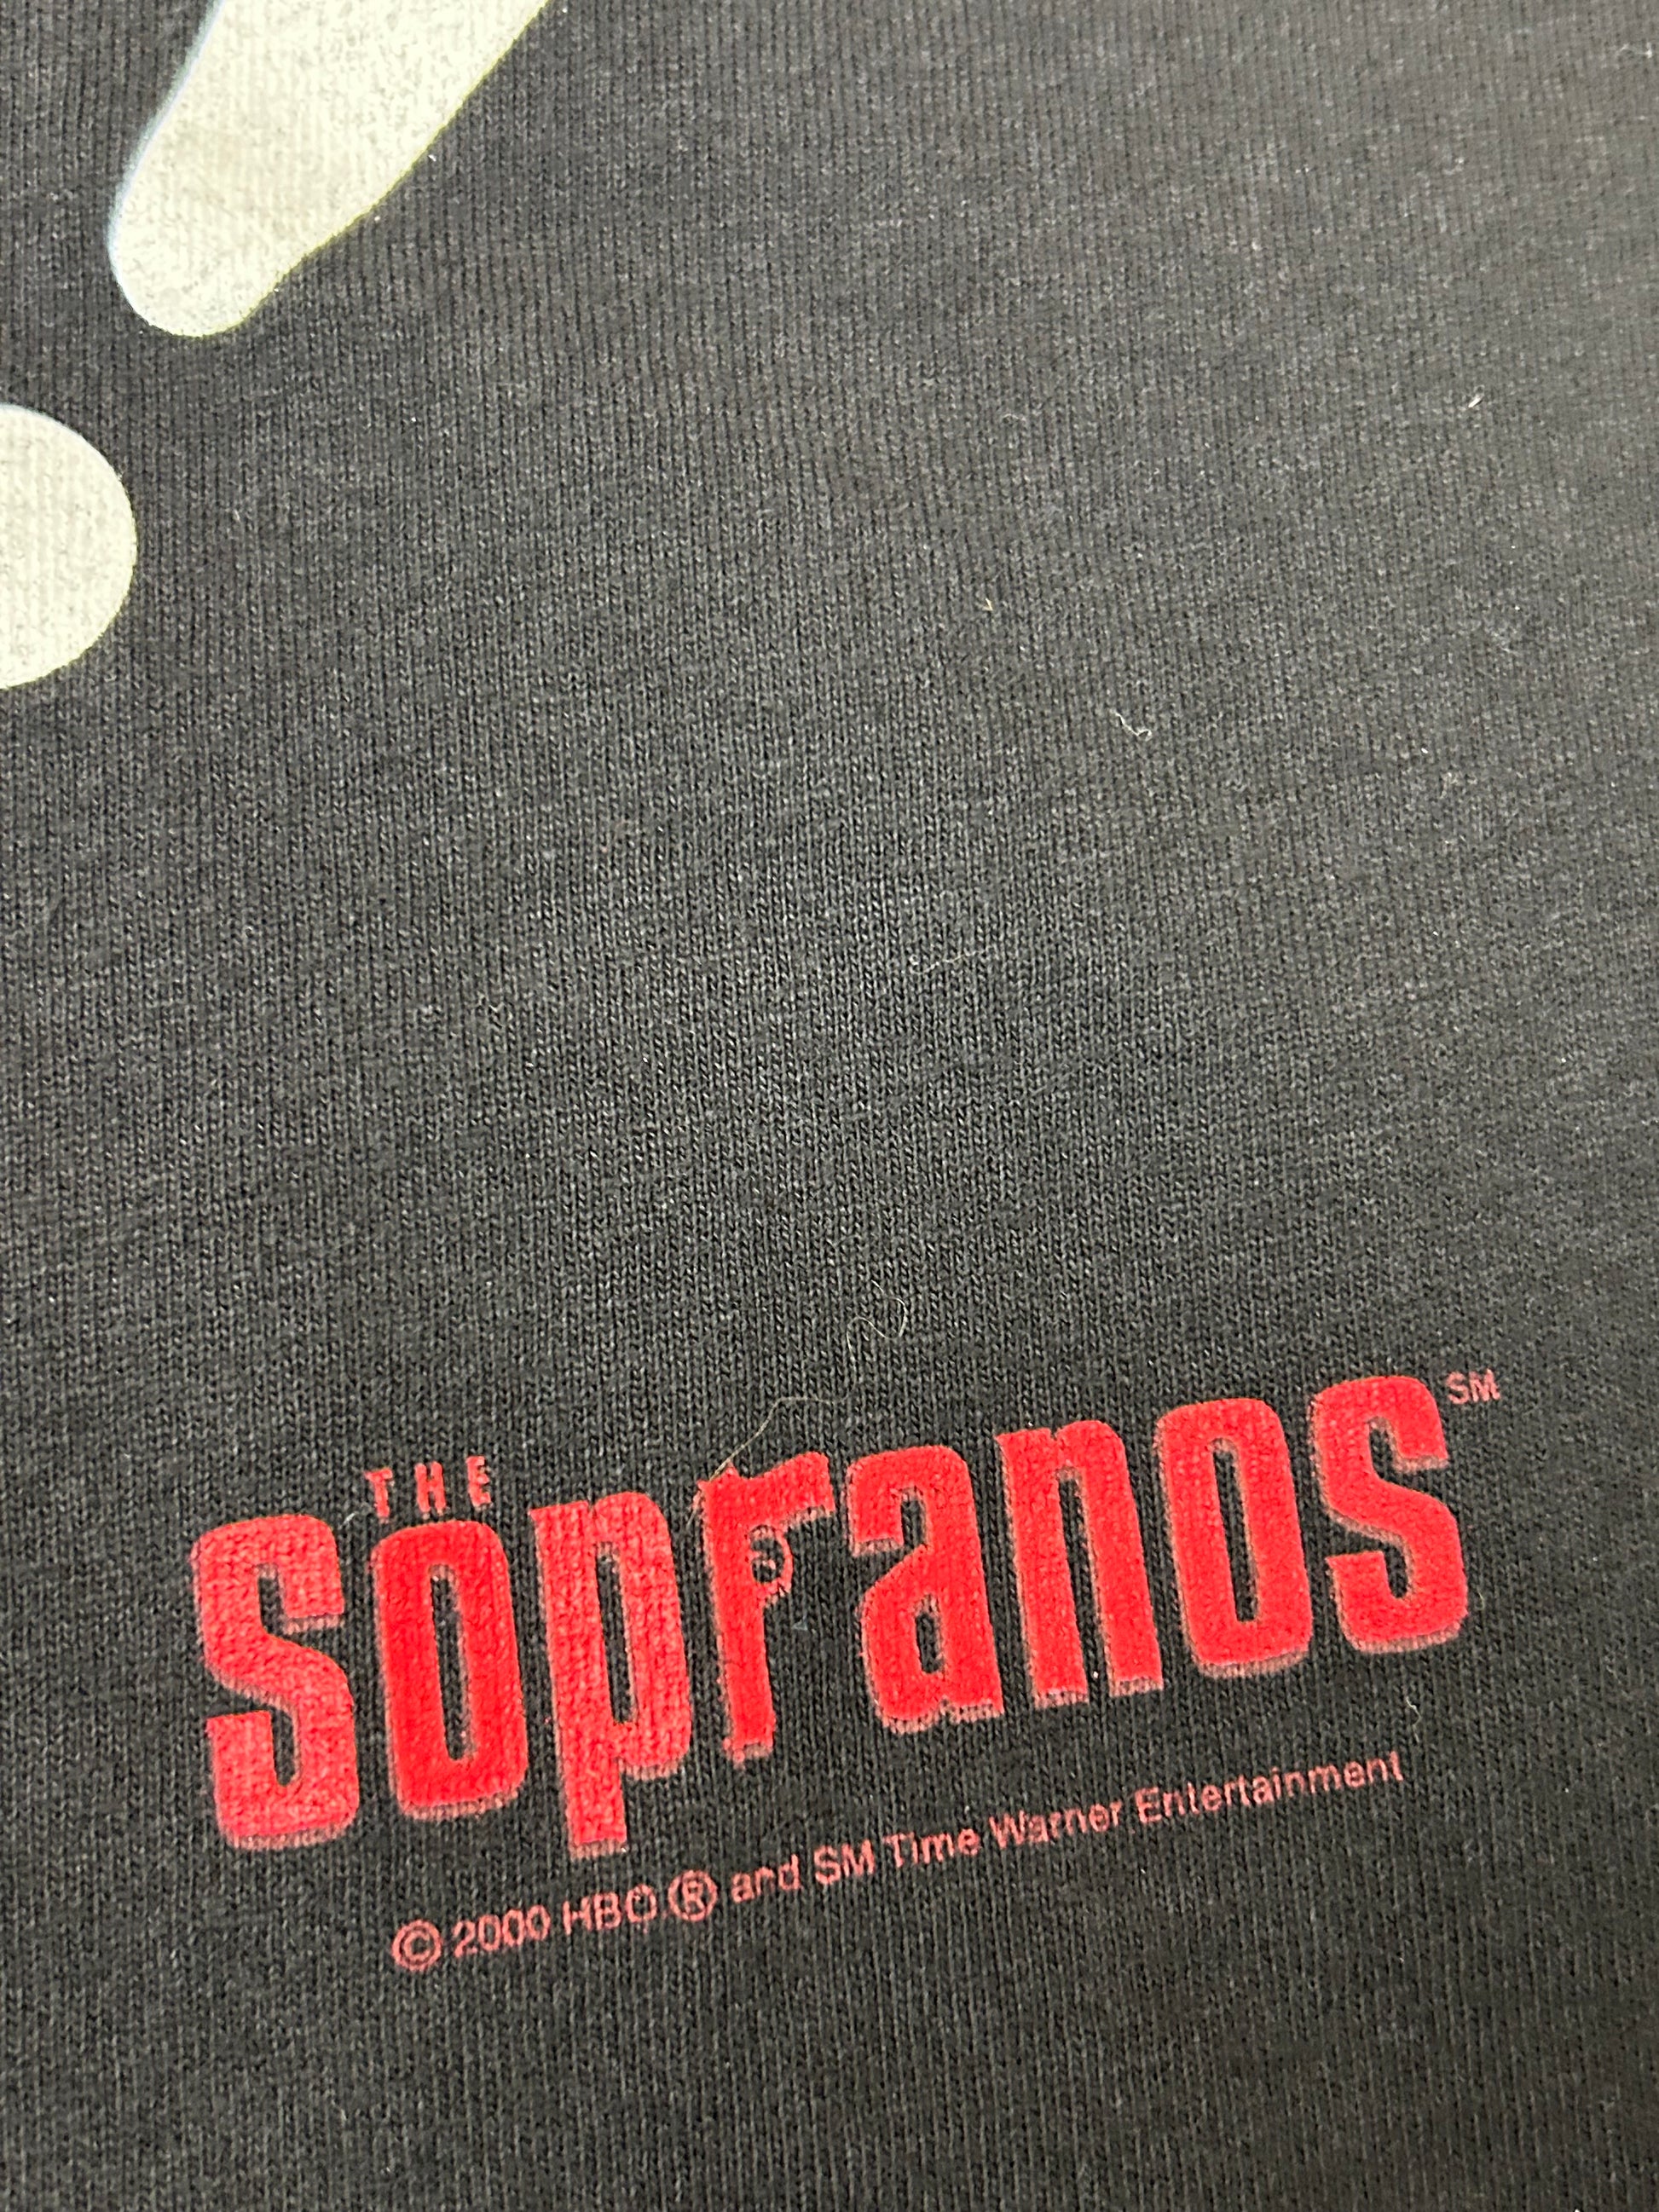 THE
Sopranos SM
© 2000 HBO ® and SM Time Warner Entertainment